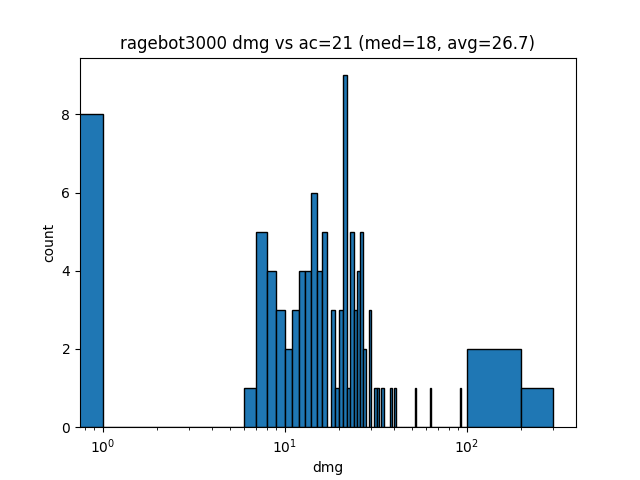 ragebot3000 dmg vs ac=21 (med=18, avg=26.7)
count
8
6
4
2
0
10⁰ 10¹ 10²
dmg